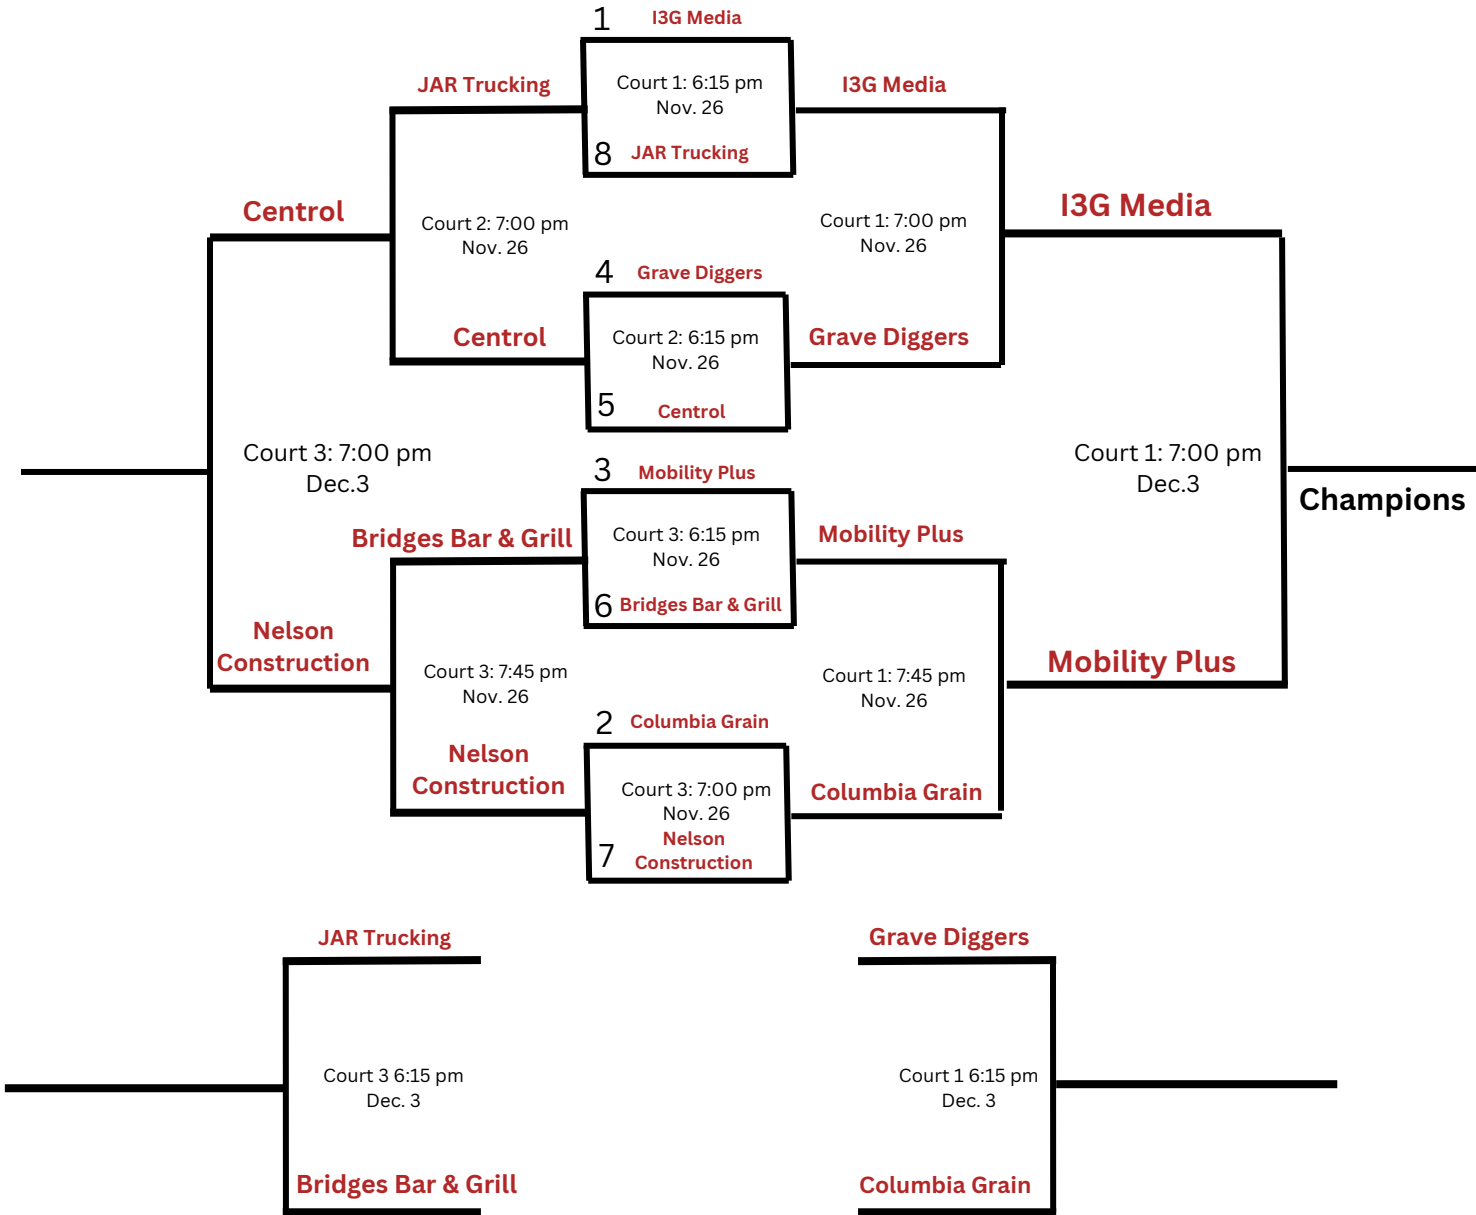 1 I3G Media
JAR Trucking
Court 1: 6:15 pm
Nov. 26
I3G Media
8 JAR Trucking
Centrol
Court 2: 7:00 pm
Nov. 26
Court 1: 7:00 pm
Nov. 26
I3G Media
4 Grave Diggers
Centrol
Court 2: 6:15 pm
Nov. 26
Grave Diggers
5 Centrol
Court 3: 7:00 pm
Dec.3
Court 1: 7:00 pm
Dec.3
Champions
3 Mobility Plus
Bridges Bar & Grill
Court 3: 6:15 pm
Nov. 26
Mobility Plus
6 Bridges Bar & Grill
Nelson
Construction
Court 3: 7:45 pm
Nov. 26
Court 1: 7:45 pm
Nov. 26
Mobility Plus
2 Columbia Grain
Nelson
Construction
Court 3: 7:00 pm
Nov. 26
Columbia Grain
7 Nelson
Construction
JAR Trucking
Court 3 6:15 pm
Dec. 3
Bridges Bar & Grill
Grave Diggers
Court 1 6:15 pm
Dec. 3
Columbia Grain